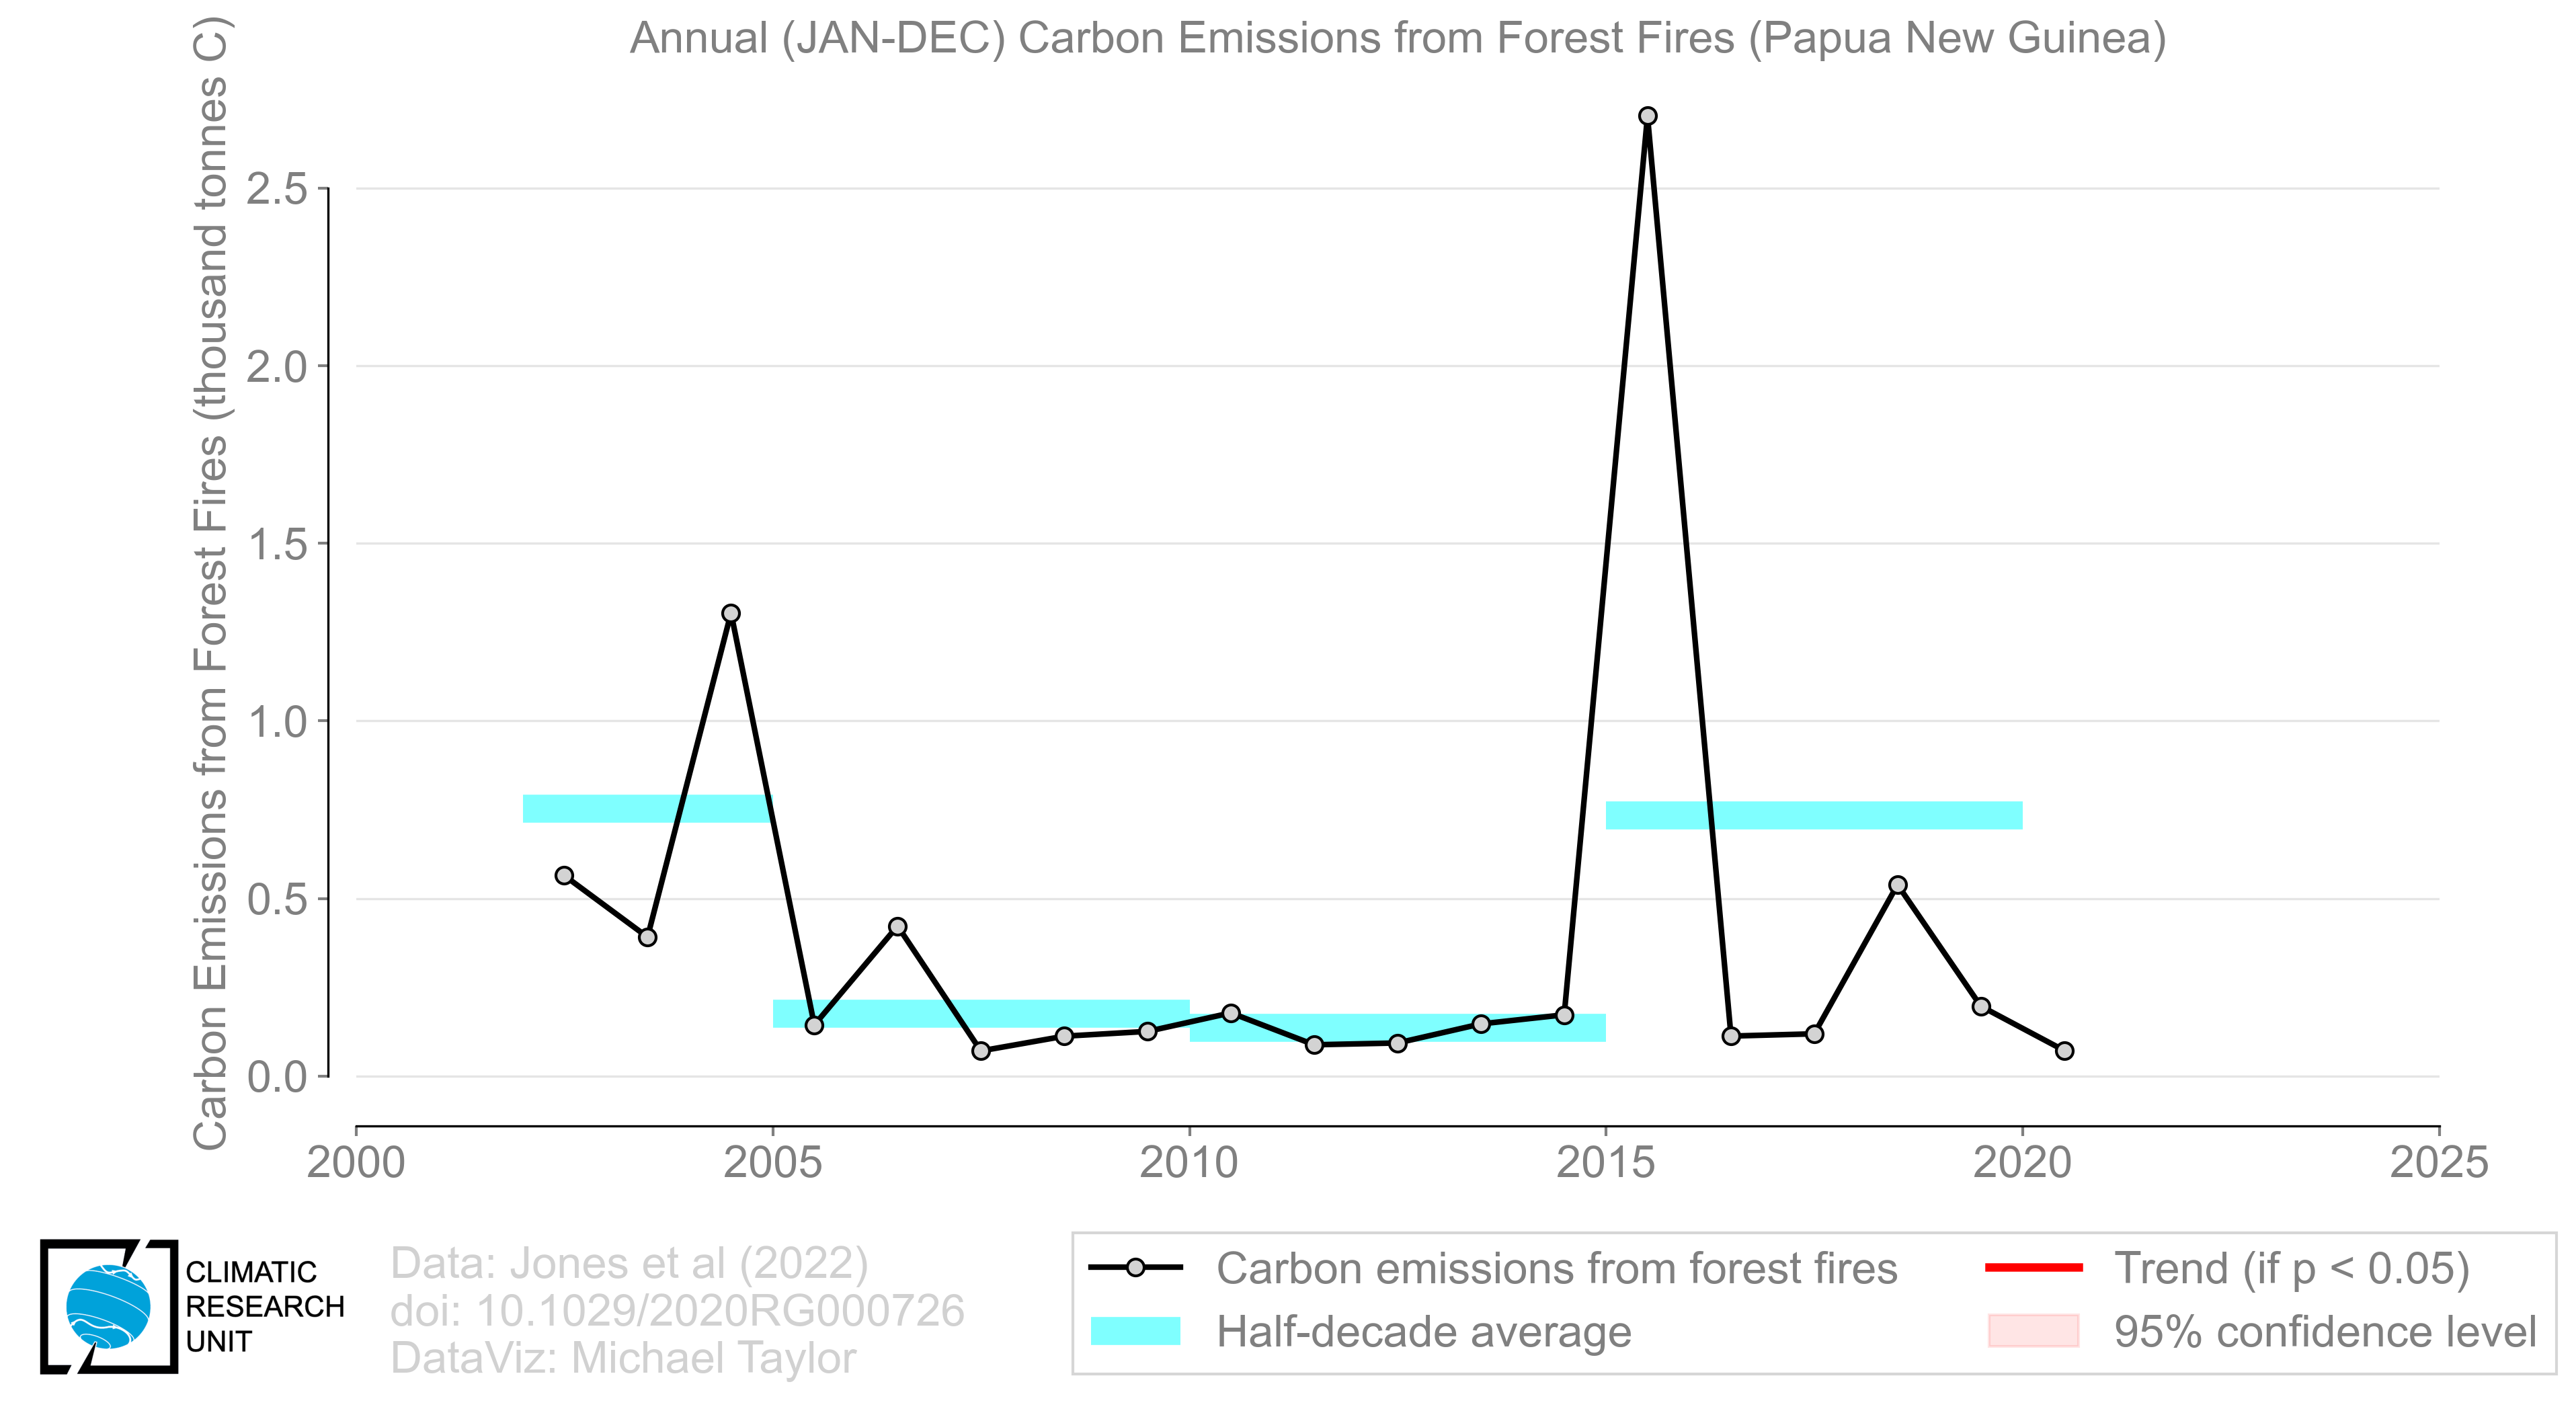 Annual (JAN-DEC) Carbon Emissions from Forest Fires (Papua New Guinea)
Carbon Emissions from Forest Fires (thousand tonnes C)
2.5
2.0
1.5
1.0
0.5
0.0
2000 2005 2010 2015 2020 2025
CLIMATIC
RESEARCH
UNIT
Data: Jones et al (2022)
doi: 10.1029/2020RG000726
DataViz: Michael Taylor
Carbon emissions from forest fires
Half-decade average
Trend (if p < 0.05)
95% confidence level